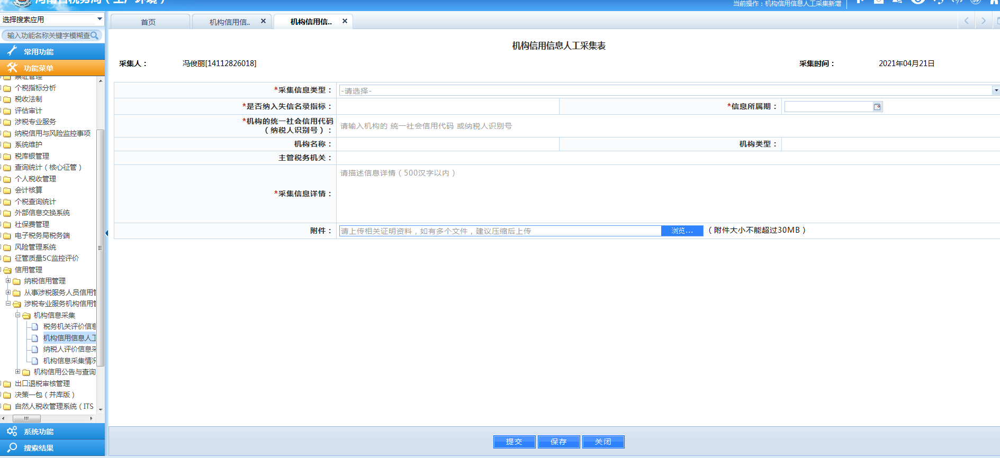 河南省税务局（生产环境）
当前操作：机构信用信息人工采集新增
选择搜索应用
首页
机构信用信..
机构信用信..
输入功能名称关键字模糊查
常用功能
功能菜单
票证管理
个税指标分析
税收法制
评估审计
涉税专业服务
纳税信用与风险监控事项
系统维护
税库银管理
查询统计（核心征管）
个人税收管理
会计核算
个税查询统计
外部信息交换系统
社保费管理
电子税务局税务端
风险管理系统
征管质量5C监控评价
信用管理
纳税信用管理
从事涉税服务人员信用管
涉税专业服务机构信用管
机构信息采集
税务机关评价信息
机构信用信息人工
纳税人评价信息采
机构信息采集情况
机构信用公告与查询
出口退税审核管理
决策一包（并库版）
自然人税收管理系统（ITS
系统功能
搜索结果
机构信用信息人工采集表
采集人： 冯俊丽[14112826018] 采集时间： 2021年04月21日
*采集信息类型： -请选择-
*是否纳入失信名录指标： *信息所属期：
*机构的统一社会信用代码
（纳税人识别号）： 请输入机构的 统一社会信用代码 或纳税人识别号
机构名称： 机构类型：
主管税务机关：
请描述信息详情（500汉字以内）
*采集信息详情：
附件： 请上传相关证明资料，如有多个文件，建议压缩后上传 浏览... （附件大小不能超过30MB）
提交 保存 关闭